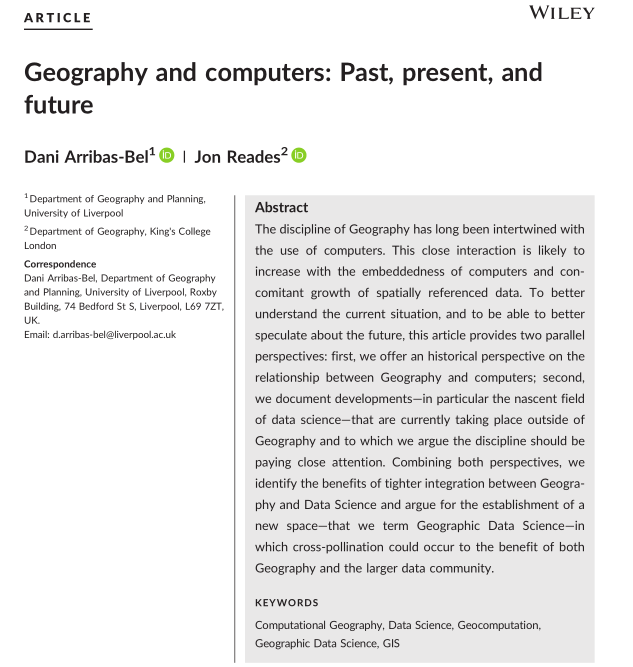 ARTICLE
WILEY
Geography and computers: Past, present, and
future
Dani Arribas-Bel1 iD | Jon Reades2 iD
1Department of Geography and Planning,
University of Liverpool
2Department of Geography, King's College
London
Correspondence
Dani Arribas-Bel, Department of Geography
and Planning, University of Liverpool, Roxby
Building, 74 Bedford St S, Liverpool, L69 7ZT,
UK.
Email: d.arribas-bel@liverpool.ac.uk
Abstract
The discipline of Geography has long been intertwined with
the use of computers. This close interaction is likely to
increase with the embeddedness of computers and con-
comitant growth of spatially referenced data. To better
understand the current situation, and to be able to better
speculate about the future, this article provides two parallel
perspectives: first, we offer an historical perspective on the
relationship between Geography and computers; second,
we document developments—in particular the nascent field
of data science—that are currently taking place outside of
Geography and to which we argue the discipline should be
paying close attention. Combining both perspectives, we
identify the benefits of tighter integration between Geogra-
phy and Data Science and argue for the establishment of a
new space—that we term Geographic Data Science—in
which cross-pollination could occur to the benefit of both
Geography and the larger data community.
KEYWORDS
Computational Geography, Data Science, Geocomputation,
Geographic Data Science, GIS